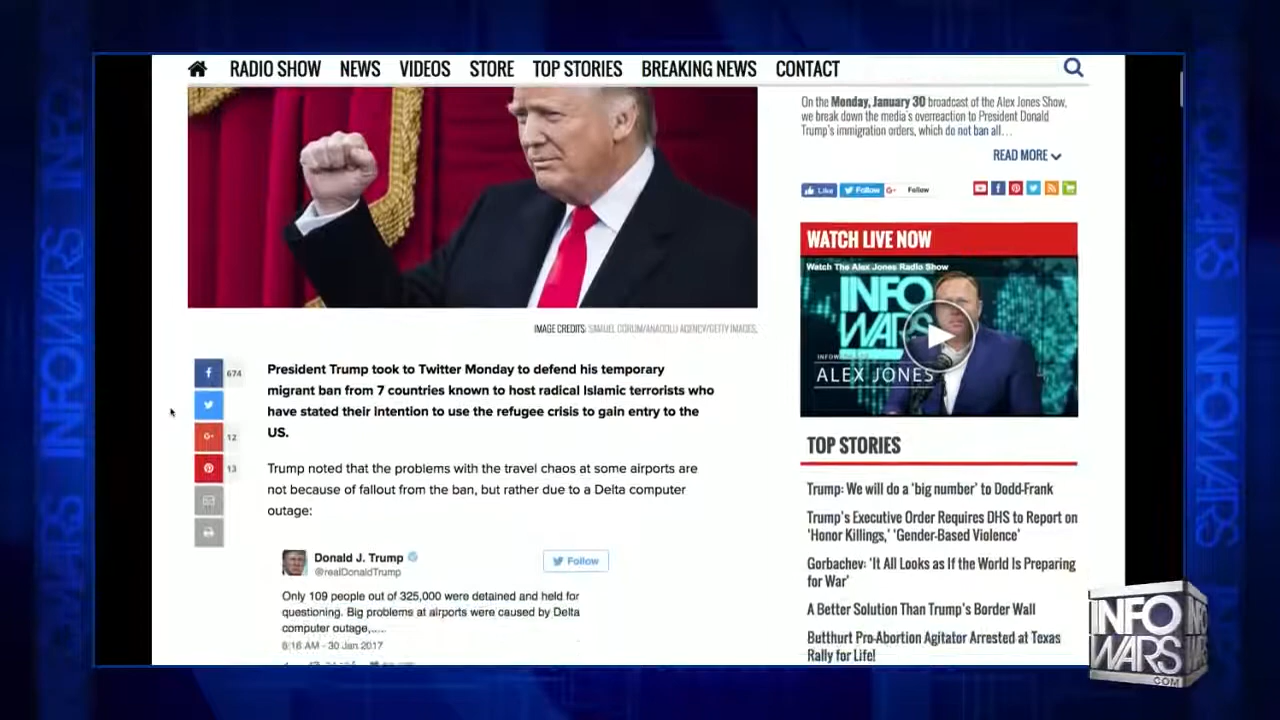 RADIO SHOW NEWS VIDEOS STORE TOP STORIES BREAKING NEWS CONTACT
IMAGE CREDITS: SAMUEL CORUM/ANADOLU AGENCY/GETTY IMAGES.
674
12
13
President Trump took to Twitter Monday to defend his temporary
migrant ban from 7 countries known to host radical Islamic terrorists who
have stated their intention to use the refugee crisis to gain entry to the
US.
Trump noted that the problems with the travel chaos at some airports are
not because of fallout from the ban, but rather due to a Delta computer
outage:
Donald J. Trump
@realDonaldTrump
Follow
Only 109 people out of 325,000 were detained and held for
questioning. Big problems at airports were caused by Delta
computer outage,.....
6:16 AM - 30 Jan 2017
On the Monday, January 30 broadcast of the Alex Jones Show,
we break down the media's overreaction to President Donald
Trump's immigration orders, which do not ban all...
READ MORE
Like Follow G+ Follow
WATCH LIVE NOW
Watch The Alex Jones Radio Show
INFO
WARS
ALEX JONES
TOP STORIES
Trump: We will do a 'big number' to Dodd-Frank
Trump's Executive Order Requires DHS to Report on
'Honor Killings,' 'Gender-Based Violence'
Gorbachev: 'It All Looks as If the World Is Preparing
for War'
A Better Solution Than Trump's Border Wall
Butthurt Pro-Abortion Agitator Arrested at Texas
Rally for Life!
INFO
WARS
.COM
INFOWARS
INFOWARS